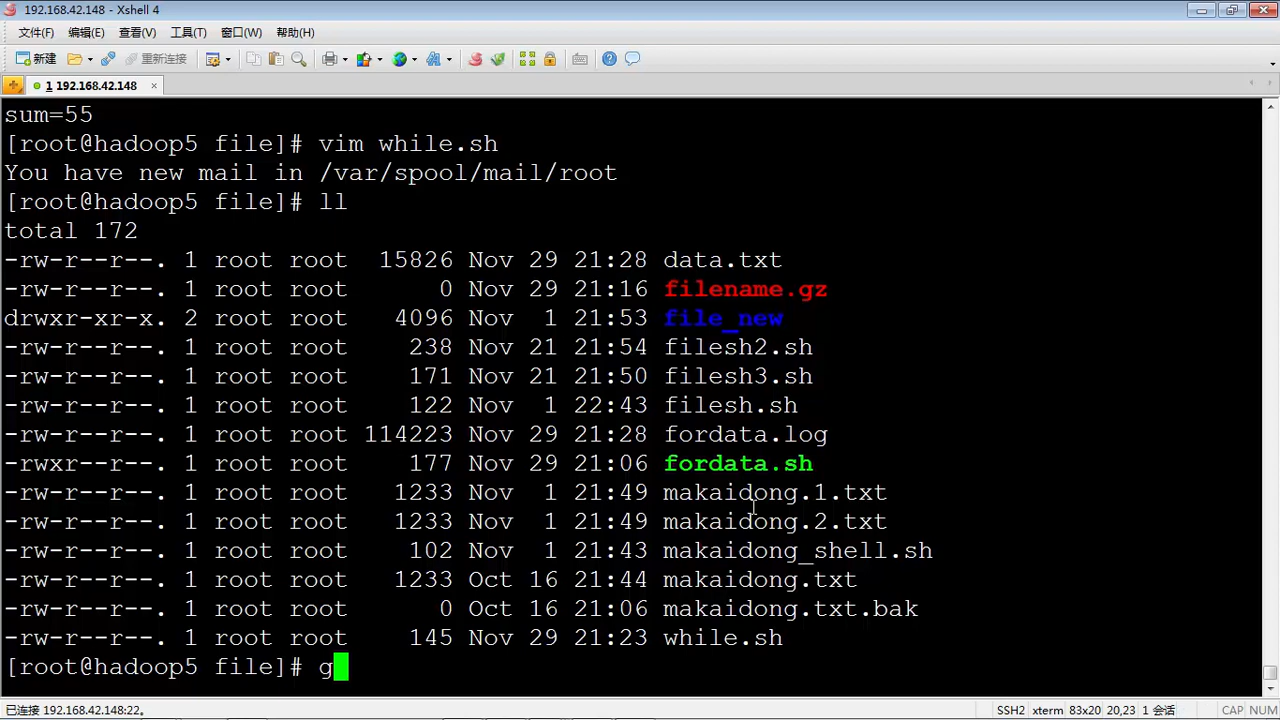 192.168.42.148 - Xshell 4
文件(F) 编辑(E) 查看(V) 工具(T) 窗口(W) 帮助(H)
新建 重新连接
1 192.168.42.148 ×
sum=55
[root@hadoop5 file]# vim while.sh
You have new mail in /var/spool/mail/root
[root@hadoop5 file]# ll
total 172
-rw-r--r--. 1 root root  15826 Nov 29 21:28 data.txt
-rw-r--r--. 1 root root      0 Nov 29 21:16 filename.gz
drwxr-xr-x. 2 root root   4096 Nov  1 21:53 file_new
-rw-r--r--. 1 root root    238 Nov 21 21:54 filesh2.sh
-rw-r--r--. 1 root root    171 Nov 21 21:50 filesh3.sh
-rw-r--r--. 1 root root    122 Nov  1 22:43 filesh.sh
-rw-r--r--. 1 root root 114223 Nov 29 21:28 fordata.log
-rwxr--r--. 1 root root    177 Nov 29 21:06 fordata.sh
-rw-r--r--. 1 root root   1233 Nov  1 21:49 makaidong.1.txt
-rw-r--r--. 1 root root   1233 Nov  1 21:49 makaidong.2.txt
-rw-r--r--. 1 root root    102 Nov  1 21:43 makaidong_shell.sh
-rw-r--r--. 1 root root   1233 Oct 16 21:44 makaidong.txt
-rw-r--r--. 1 root root      0 Oct 16 21:06 makaidong.txt.bak
-rw-r--r--. 1 root root    145 Nov 29 21:23 while.sh
[root@hadoop5 file]# g
已连接 192.168.42.148:22。 SSH2 xterm 83x20 20,23 1 会话 CAP NUM